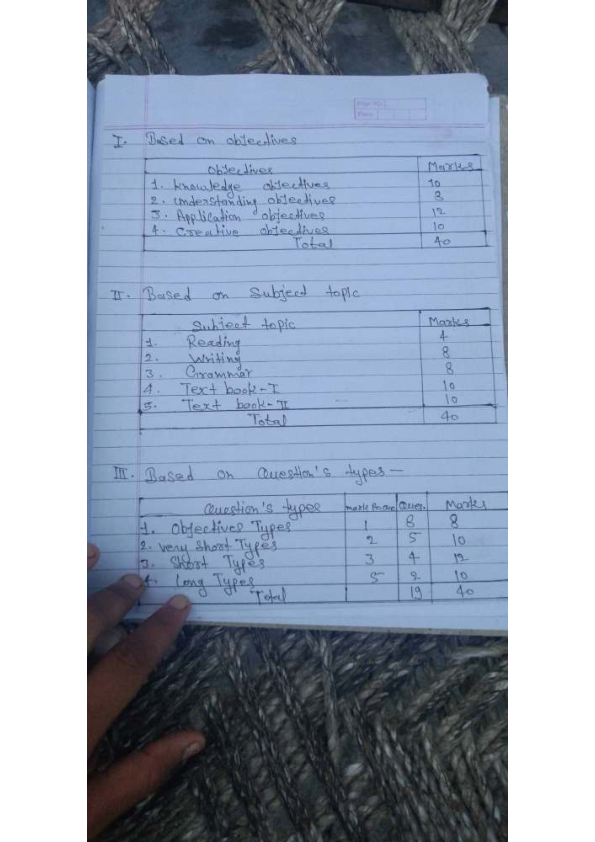 Page No.
Date
I. Based on objectives
Objectives Marks
1. knowledge objectives 10
2. understanding objectives 8
3. Application objectives 12
4. Creative objectives 10
Total 40
II. Based on Subject topic
Subject topic Marks
1. Reading 4
2. Writing 8
3. Grammar 8
4. Text book-I 10
5. Text book-II 10
Total 40
III. Based on Question's types—
Question's types Ques. Marks
1. Objectives Types 1 8 8
2. very short Types 2 5 10
3. Short Types 3 4 12
4. Long Types 5 2 10
Total 19 40